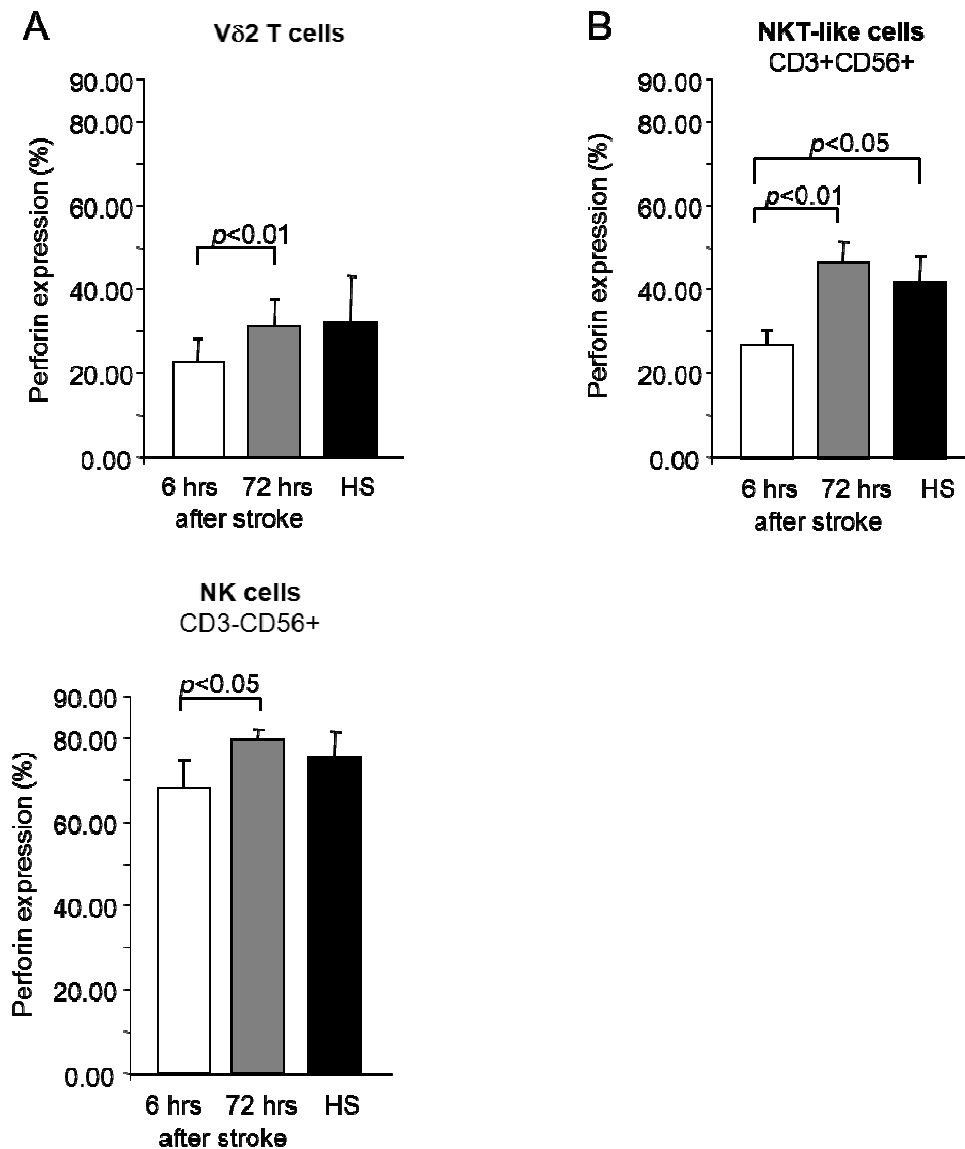 A
Vδ2 T cells
90.00
80.00
60.00
40.00
20.00
0.00
Perforin expression (%)
p<0.01
6 hrs 72 hrs HS
after stroke
B
NKT-like cells
CD3+CD56+
90.00
80.00
60.00
40.00
20.00
0.00
Perforin expression (%)
p<0.05
p<0.01
6 hrs 72 hrs HS
after stroke
NK cells
CD3-CD56+
90.00
80.00
60.00
40.00
20.00
0.00
Perforin expression (%)
p<0.05
6 hrs 72 hrs HS
after stroke